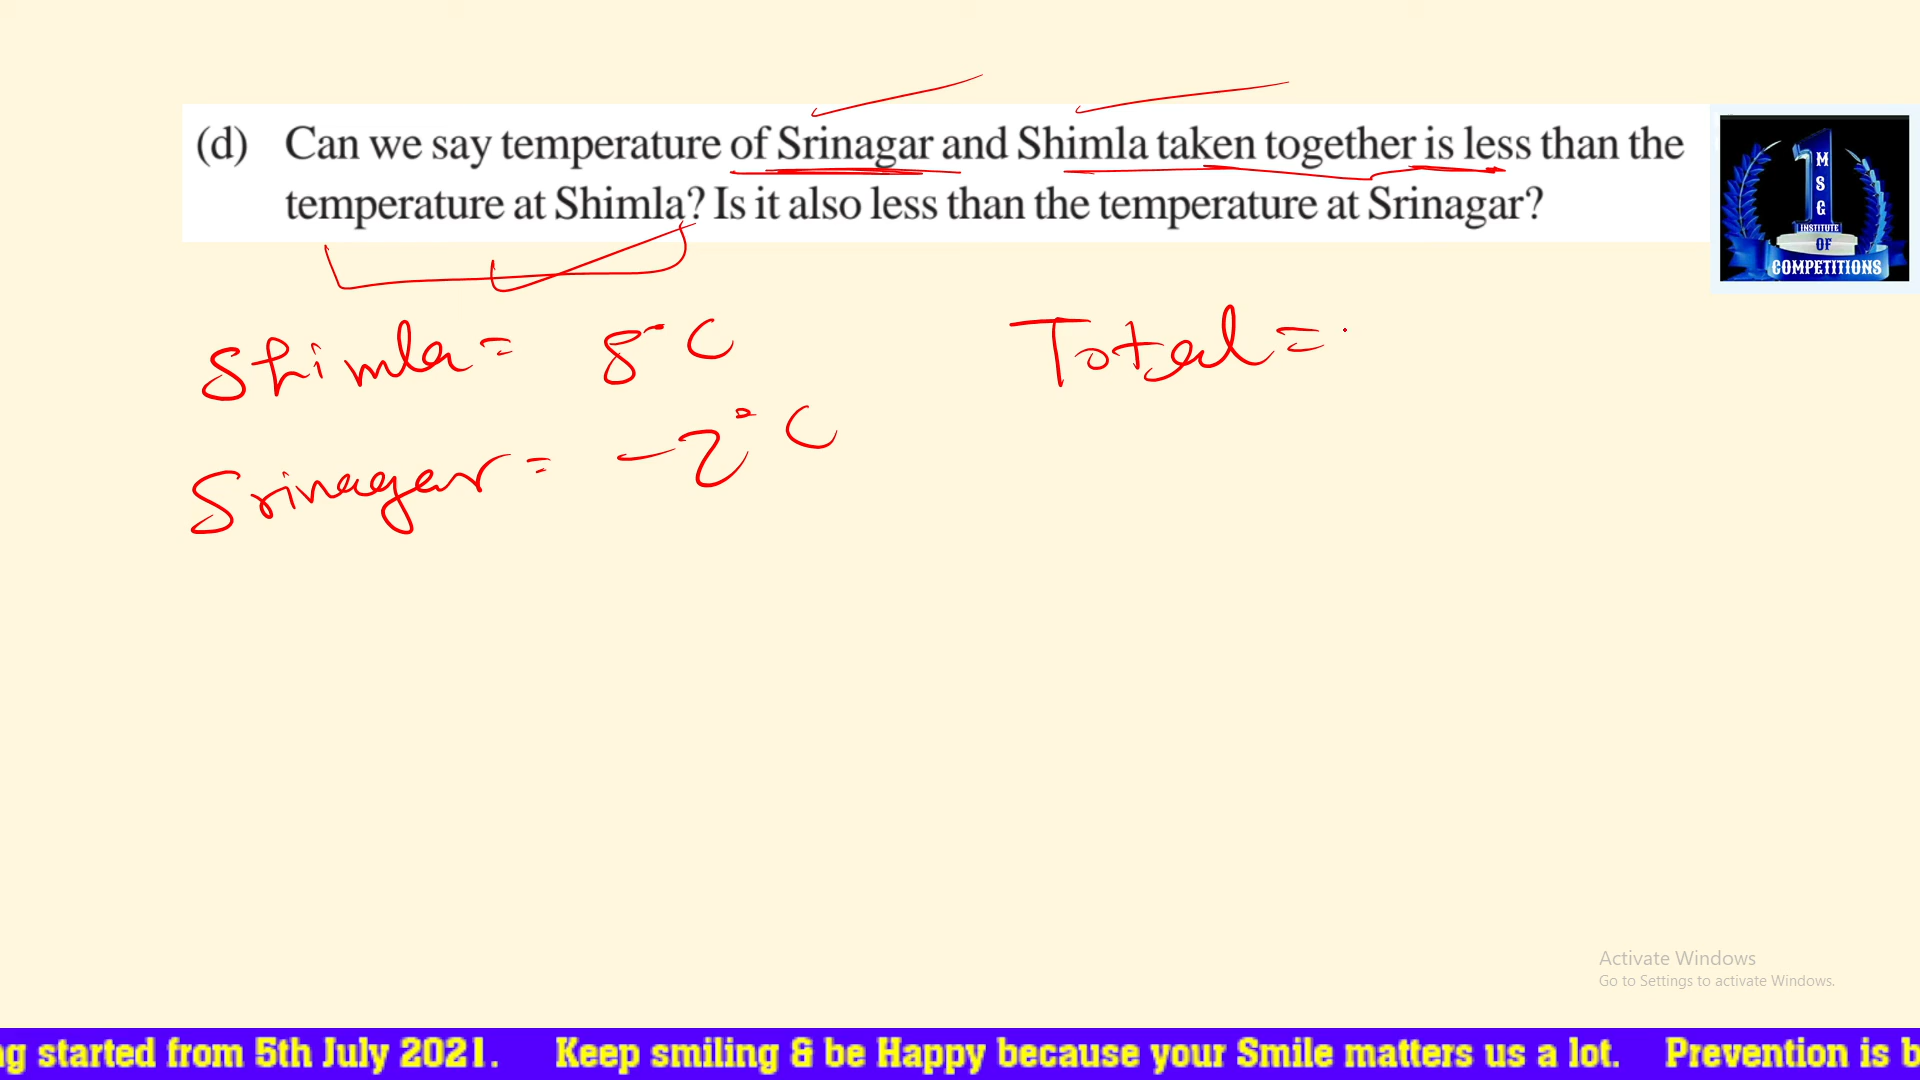 (d) Can we say temperature of Srinagar and Shimla taken together is less than the
temperature at Shimla? Is it also less than the temperature at Srinagar?
1
M
S
G
INSTITUTE
OF
COMPETITIONS
Shimla = 8°C
Total =
Srinagar = -2°C
Activate Windows
Go to Settings to activate Windows.
g started from 5th July 2021. Keep smiling & be Happy because your Smile matters us a lot. Prevention is b